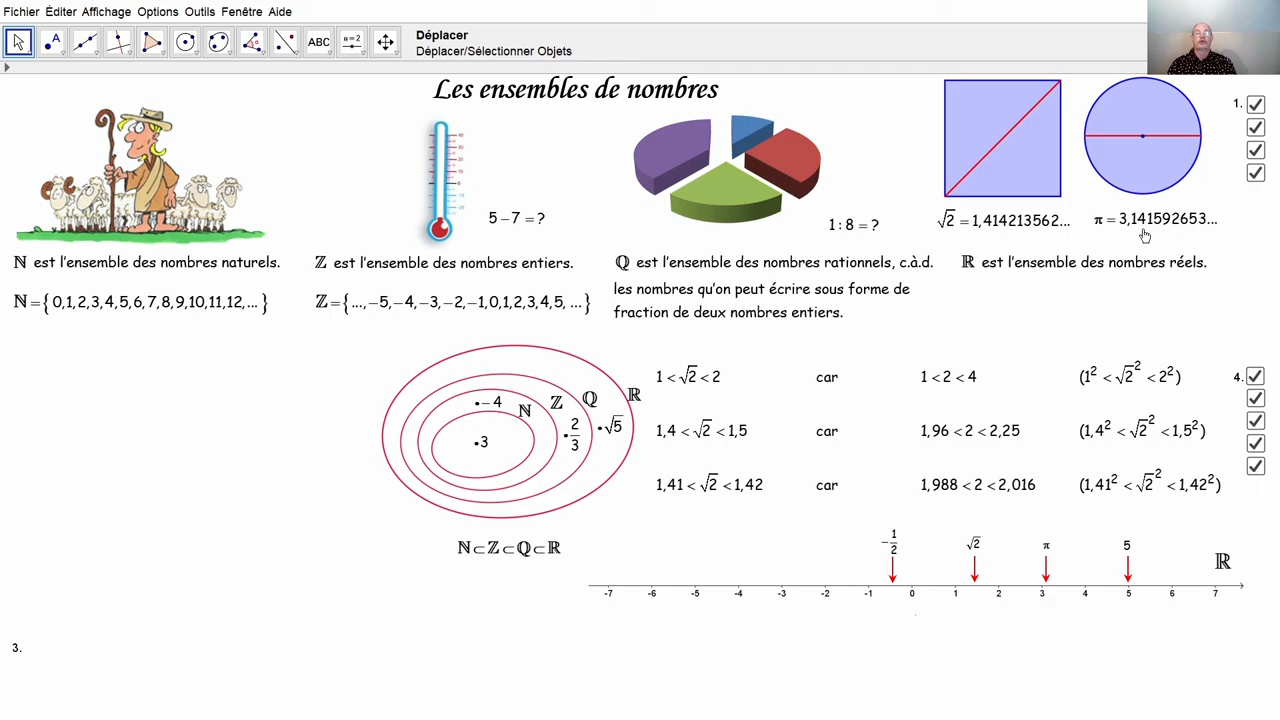 Fichier Éditer Affichage Options Outils Fenêtre Aide
A
ABC
a = 2
Déplacer
Déplacer/Sélectionner Objets
Les ensembles de nombres
1.
5 − 7 = ?
1 : 8 = ?
√2 = 1,414213562...
π = 3,141592653...
ℕ est l’ensemble des nombres naturels.
ℕ = { 0,1,2,3,4,5,6,7,8,9,10,11,12,... }
ℤ est l’ensemble des nombres entiers.
ℤ = { ..., −5, −4, −3, −2, −1,0,1,2,3,4,5, ... }
ℚ est l’ensemble des nombres rationnels, c.à.d.
les nombres qu’on peut écrire sous forme de
fraction de deux nombres entiers.
ℝ est l’ensemble des nombres réels.
•−4 ℕ ℤ ℚ ℝ
•3 •2/3 •√5
ℕ⊂ℤ⊂ℚ⊂ℝ
4.
1 < √2 < 2 car 1 < 2 < 4 (1² < √2² < 2²)
1,4 < √2 < 1,5 car 1,96 < 2 < 2,25 (1,4² < √2² < 1,5²)
1,41 < √2 < 1,42 car 1,988 < 2 < 2,016 (1,41² < √2² < 1,42²)
−1/2 √2 π 5 ℝ
-7 -6 -5 -4 -3 -2 -1 0 1 2 3 4 5 6 7
3.